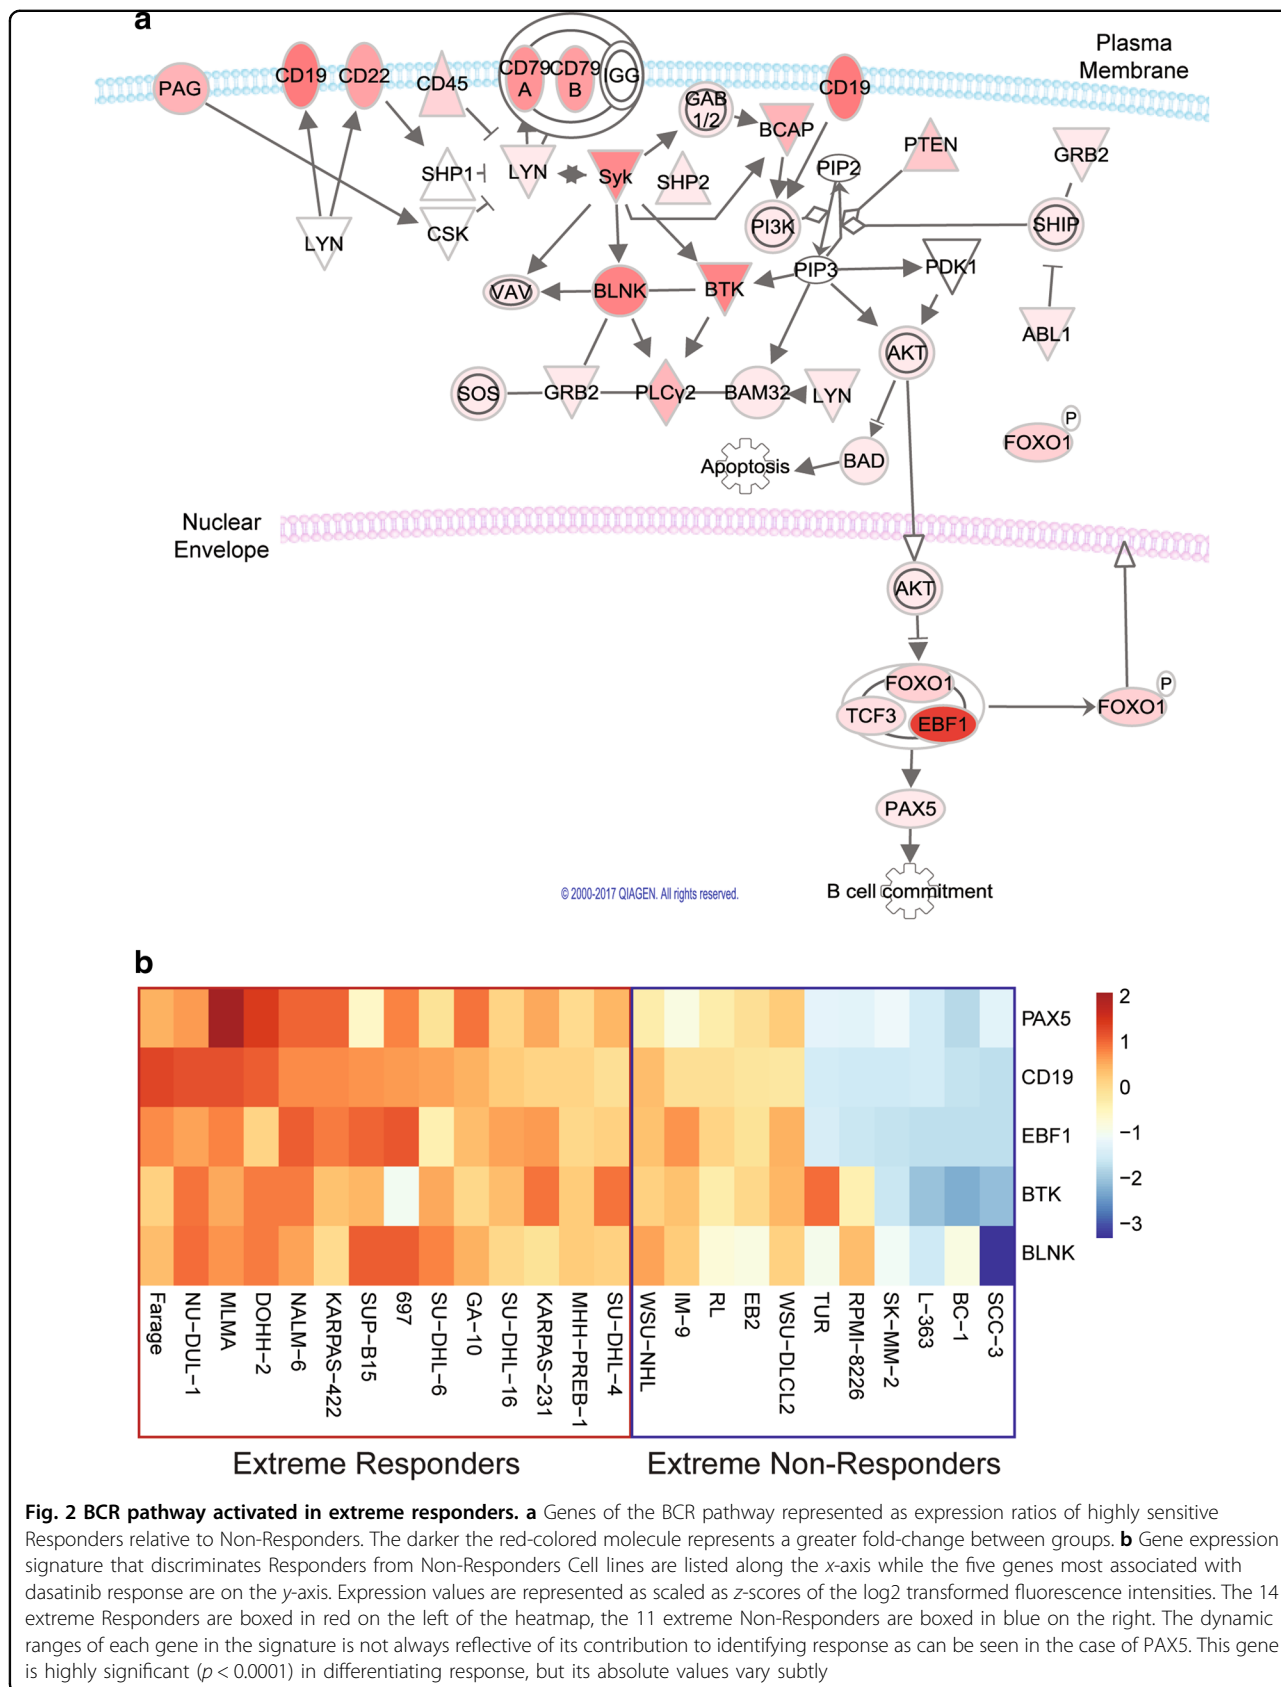 a
Plasma
Membrane
PAG
CD19
CD22
CD45
CD79
A
CD79
B
IGG
GAB
1/2
BCAP
CD19
PTEN
GRB2
SHP1
LYN
Syk
SHP2
PIP2
LYN
CSK
PI3K
SHIP
VAV
BLNK
BTK
PIP3
PDK1
ABL1
AKT
SOS
GRB2
PLCγ2
BAM32
LYN
P
FOXO1
Apoptosis
BAD
Nuclear
Envelope
AKT
FOXO1
TCF3
EBF1
P
FOXO1
PAX5
B cell commitment
© 2000-2017 QIAGEN. All rights reserved.
b
PAX5
CD19
EBF1
BTK
BLNK
2
1
0
−1
−2
−3
Farage
NU−DUL−1
MLMA
DOHH−2
NALM−6
KARPAS−422
SUP−B15
697
SU−DHL−6
GA−10
SU−DHL−16
KARPAS−231
MHH−PREB−1
SU−DHL−4
WSU−NHL
IM−9
RL
EB2
WSU−DLCL2
TUR
RPMI−8226
SK−MM−2
L−363
BC−1
SCC−3
Extreme Responders
Extreme Non-Responders
Fig. 2 BCR pathway activated in extreme responders. a Genes of the BCR pathway represented as expression ratios of highly sensitive
Responders relative to Non-Responders. The darker the red-colored molecule represents a greater fold-change between groups. b Gene expression
signature that discriminates Responders from Non-Responders Cell lines are listed along the x-axis while the five genes most associated with
dasatinib response are on the y-axis. Expression values are represented as scaled as z-scores of the log2 transformed fluorescence intensities. The 14
extreme Responders are boxed in red on the left of the heatmap, the 11 extreme Non-Responders are boxed in blue on the right. The dynamic
ranges of each gene in the signature is not always reflective of its contribution to identifying response as can be seen in the case of PAX5. This gene
is highly significant (p < 0.0001) in differentiating response, but its absolute values vary subtly